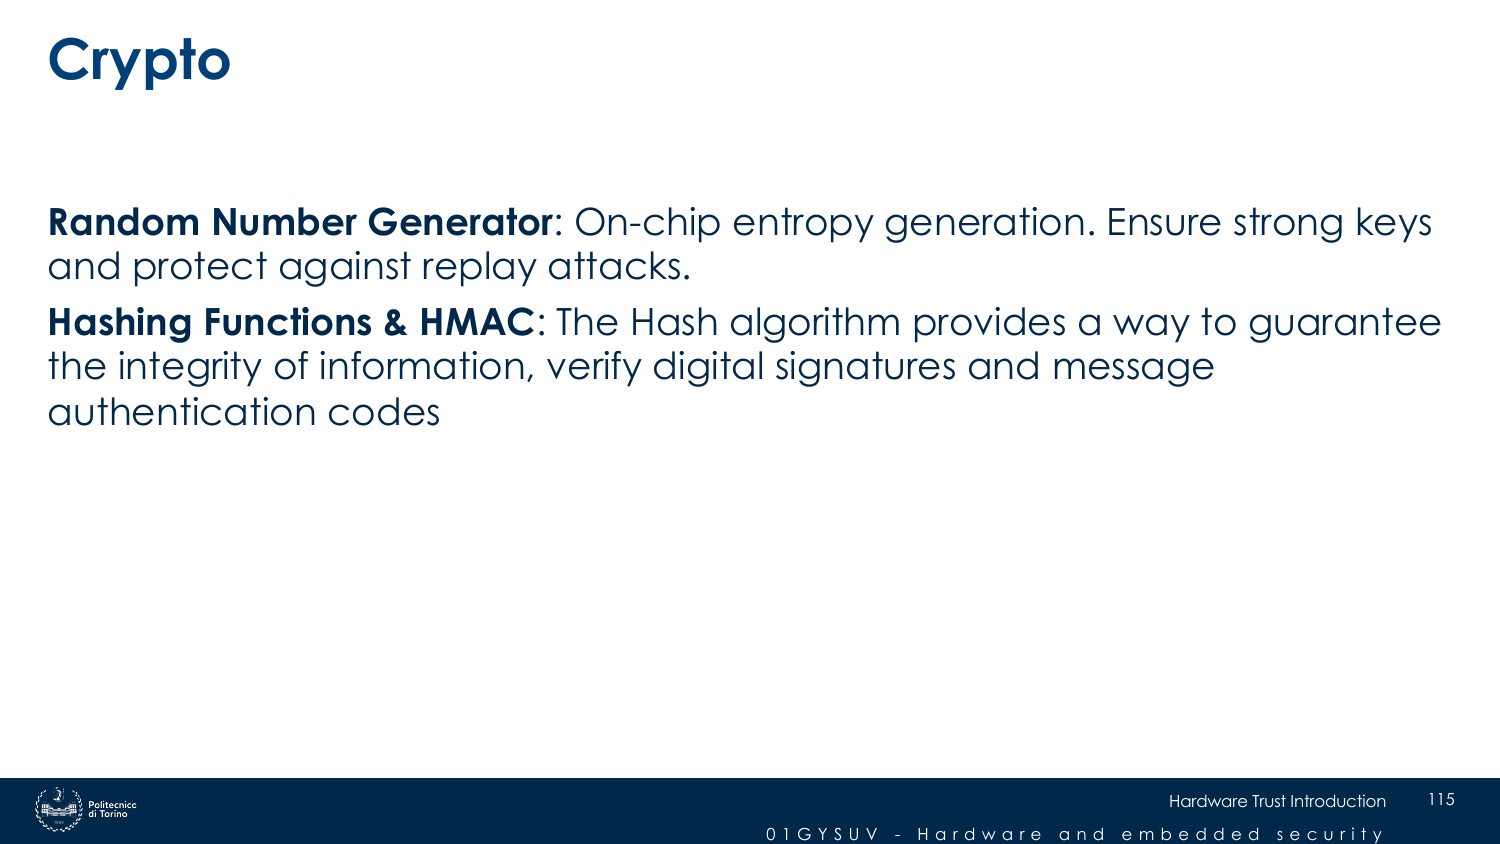 Crypto
Random Number Generator: On-chip entropy generation. Ensure strong keys
and protect against replay attacks.
Hashing Functions & HMAC: The Hash algorithm provides a way to guarantee
the integrity of information, verify digital signatures and message
authentication codes
Politecnico
di Torino
Hardware Trust Introduction
115
01GYSUV - Hardware and embedded security